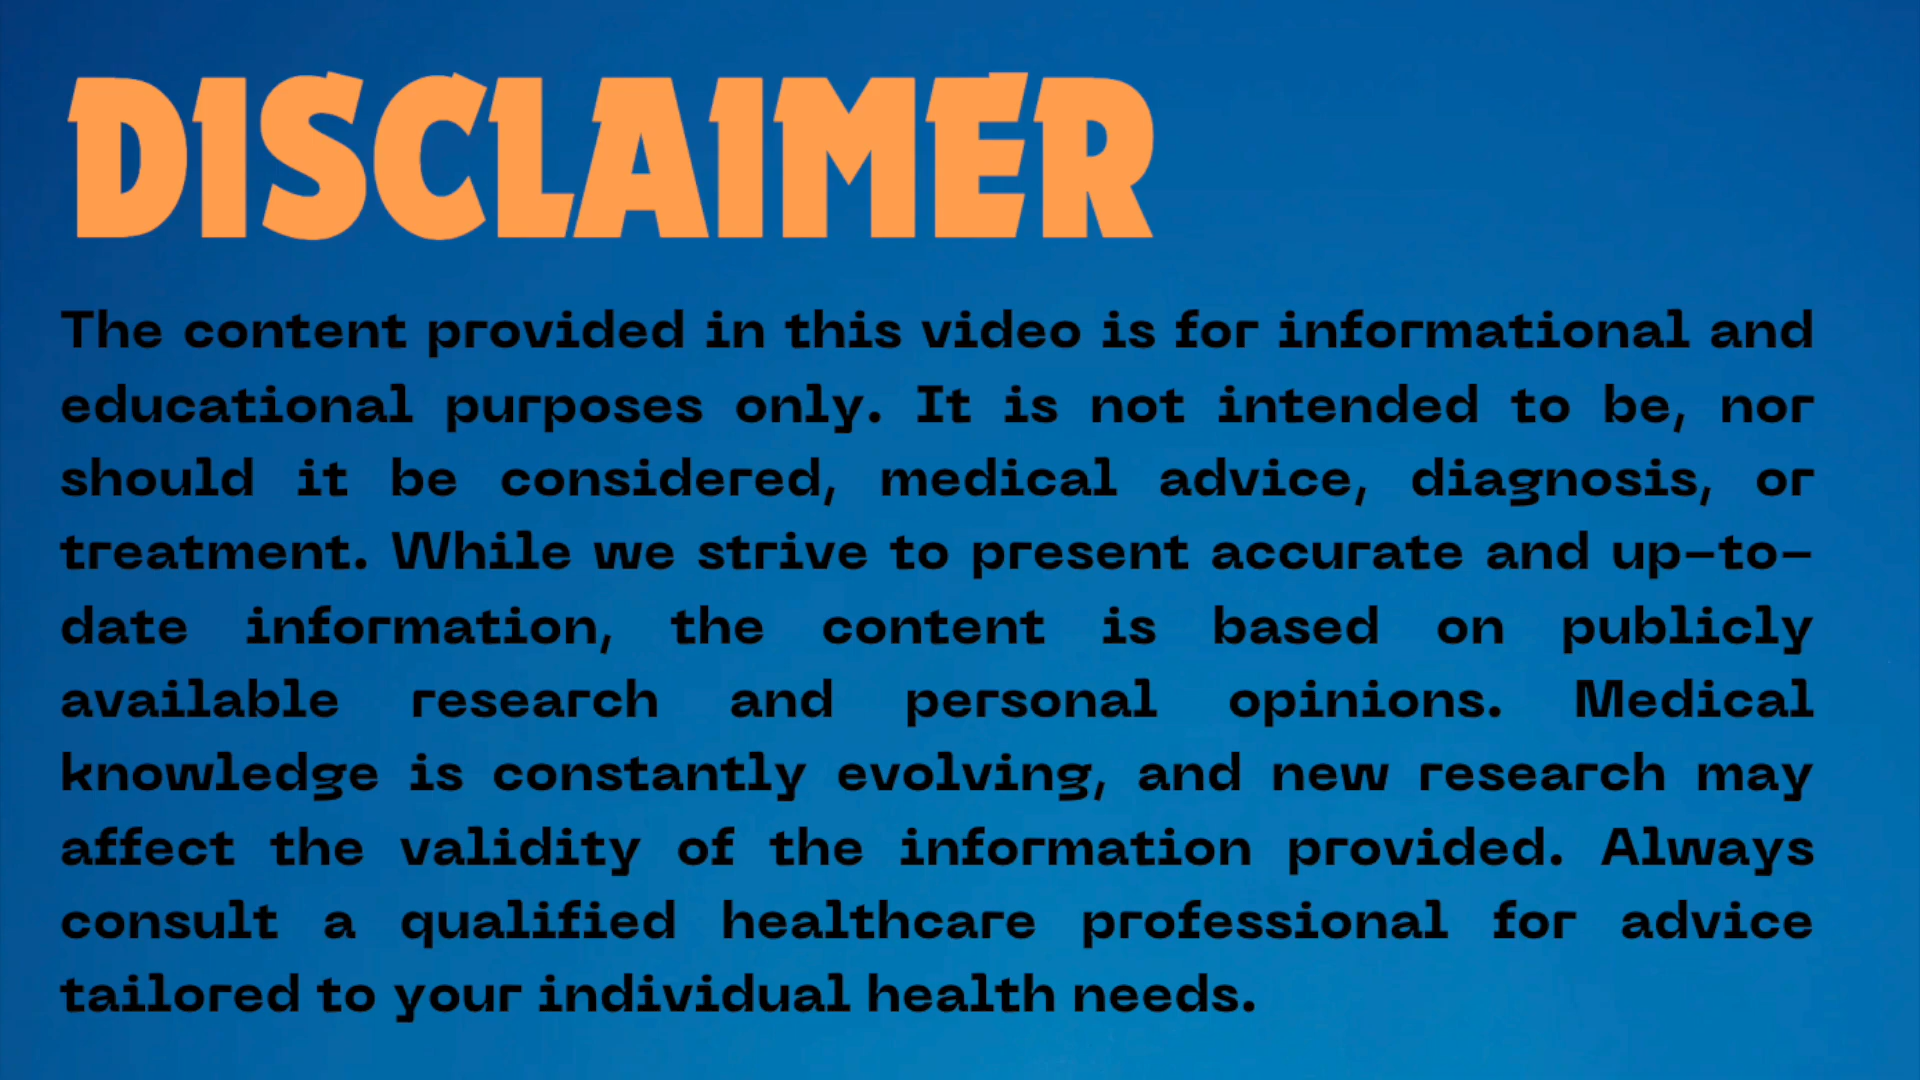 DISCLAIMER
The content provided in this video is for informational and
educational purposes only. It is not intended to be, nor
should it be considered, medical advice, diagnosis, or
treatment. While we strive to present accurate and up-to-
date information, the content is based on publicly
available research and personal opinions. Medical
knowledge is constantly evolving, and new research may
affect the validity of the information provided. Always
consult a qualified healthcare professional for advice
tailored to your individual health needs.